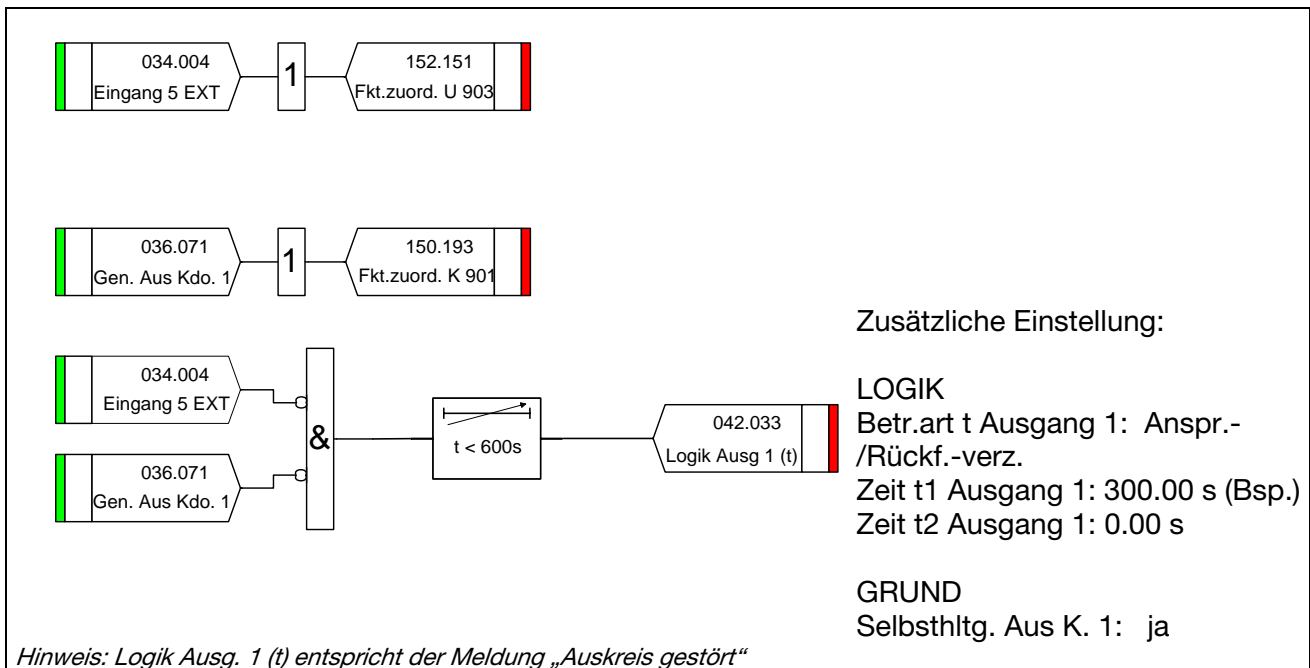 034.004
Eingang 5 EXT
1
152.151
Fkt.zuord. U 903
036.071
Gen. Aus Kdo. 1
1
150.193
Fkt.zuord. K 901
034.004
Eingang 5 EXT
036.071
Gen. Aus Kdo. 1
&
t < 600s
042.033
Logik Ausg 1 (t)
Zusätzliche Einstellung:
LOGIK
Betr.art t Ausgang 1: Anspr.-
/Rückf.-verz.
Zeit t1 Ausgang 1: 300.00 s (Bsp.)
Zeit t2 Ausgang 1: 0.00 s
GRUND
Selbsthltg. Aus K. 1: ja
Hinweis: Logik Ausg. 1 (t) entspricht der Meldung „Auskreis gestört“